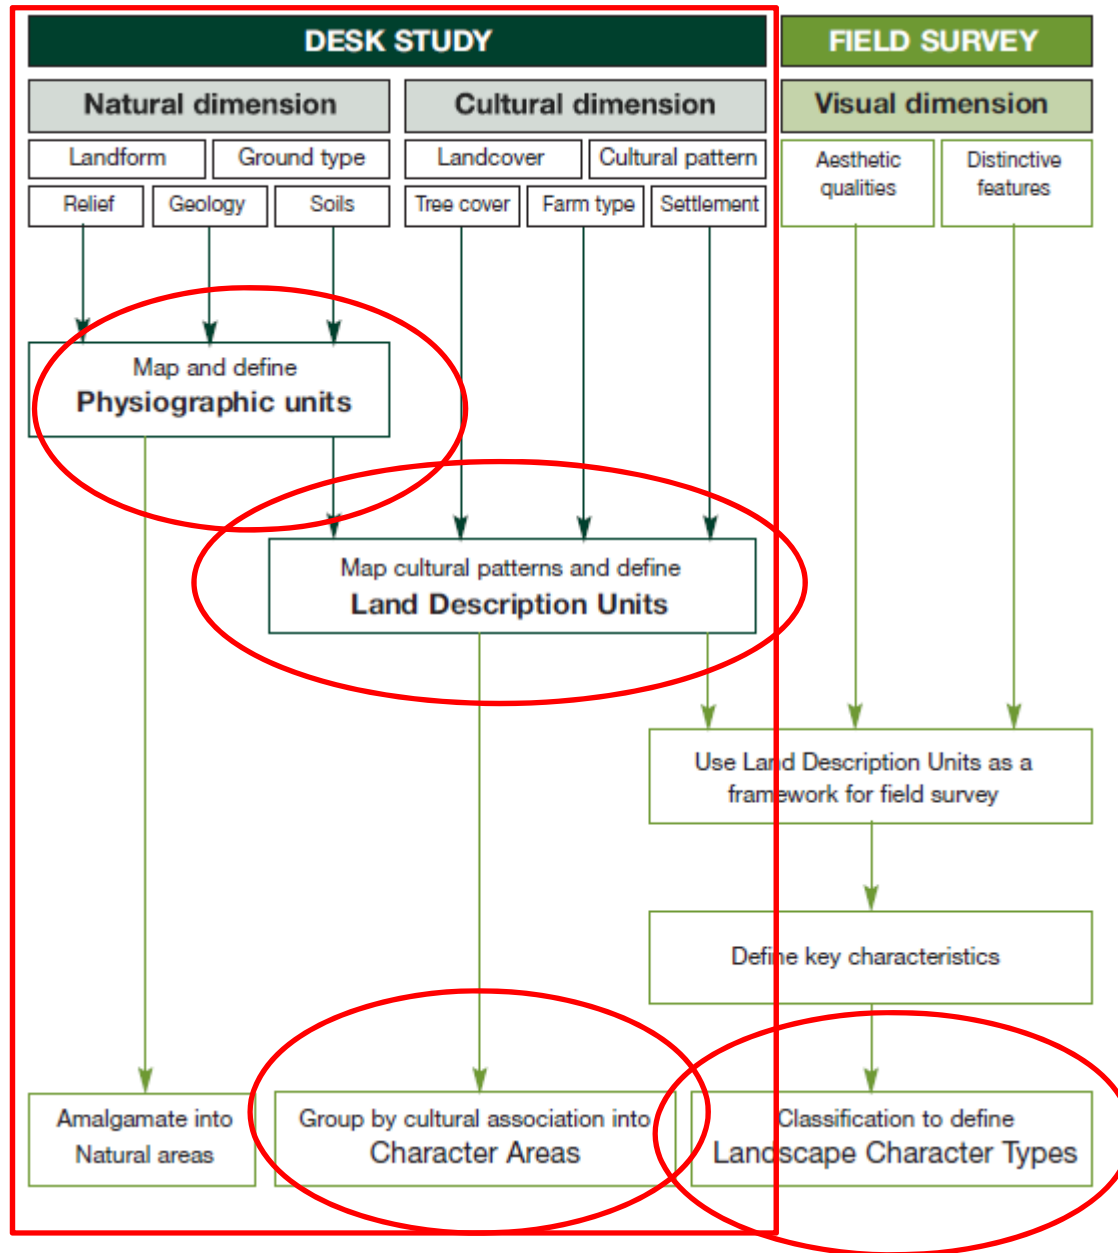 DESK STUDY
FIELD SURVEY
Natural dimension
Cultural dimension
Visual dimension
Landform
Ground type
Landcover
Cultural pattern
Aesthetic
qualities
Distinctive
features
Relief
Geology
Soils
Tree cover
Farm type
Settlement
Map and define
Physiographic units
Map cultural patterns and define
Land Description Units
Use Land Description Units as a
framework for field survey
Define key characteristics
Amalgamate into
Natural areas
Group by cultural association into
Character Areas
Classification to define
Landscape Character Types